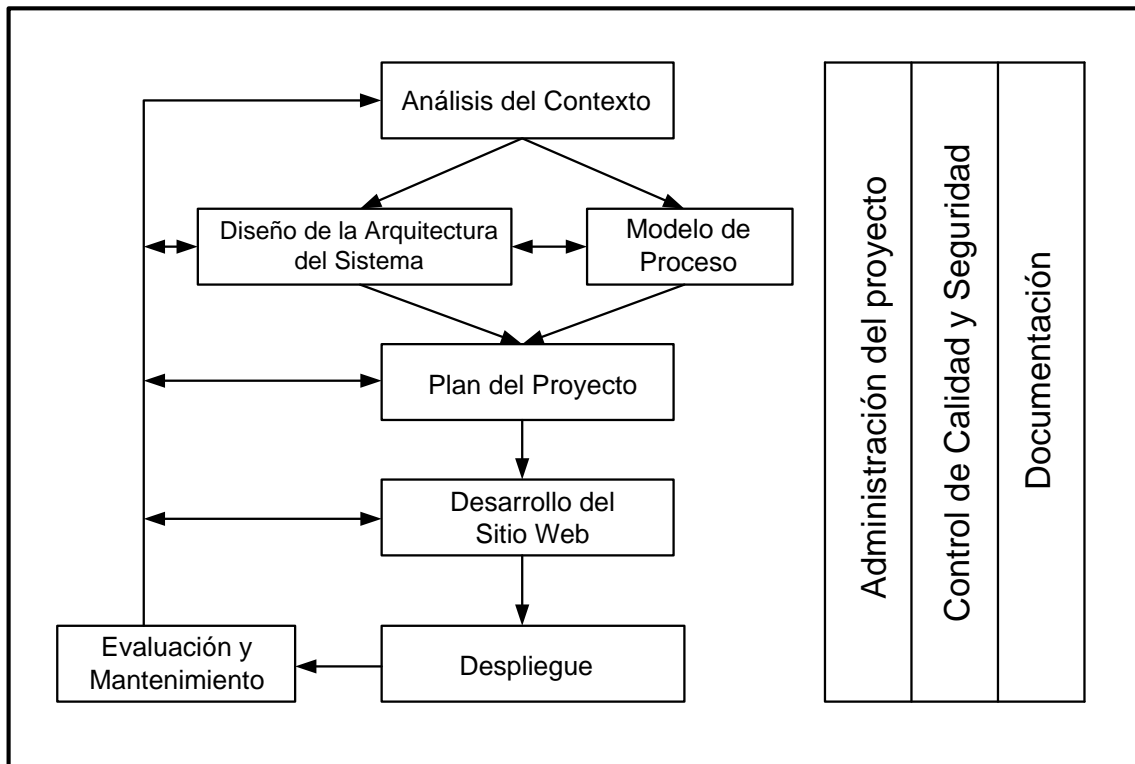 Análisis del Contexto
Diseño de la Arquitectura
del Sistema
Modelo de
Proceso
Plan del Proyecto
Desarrollo del
Sitio Web
Evaluación y
Mantenimiento
Despliegue
Administración del proyecto
Control de Calidad y Seguridad
Documentación